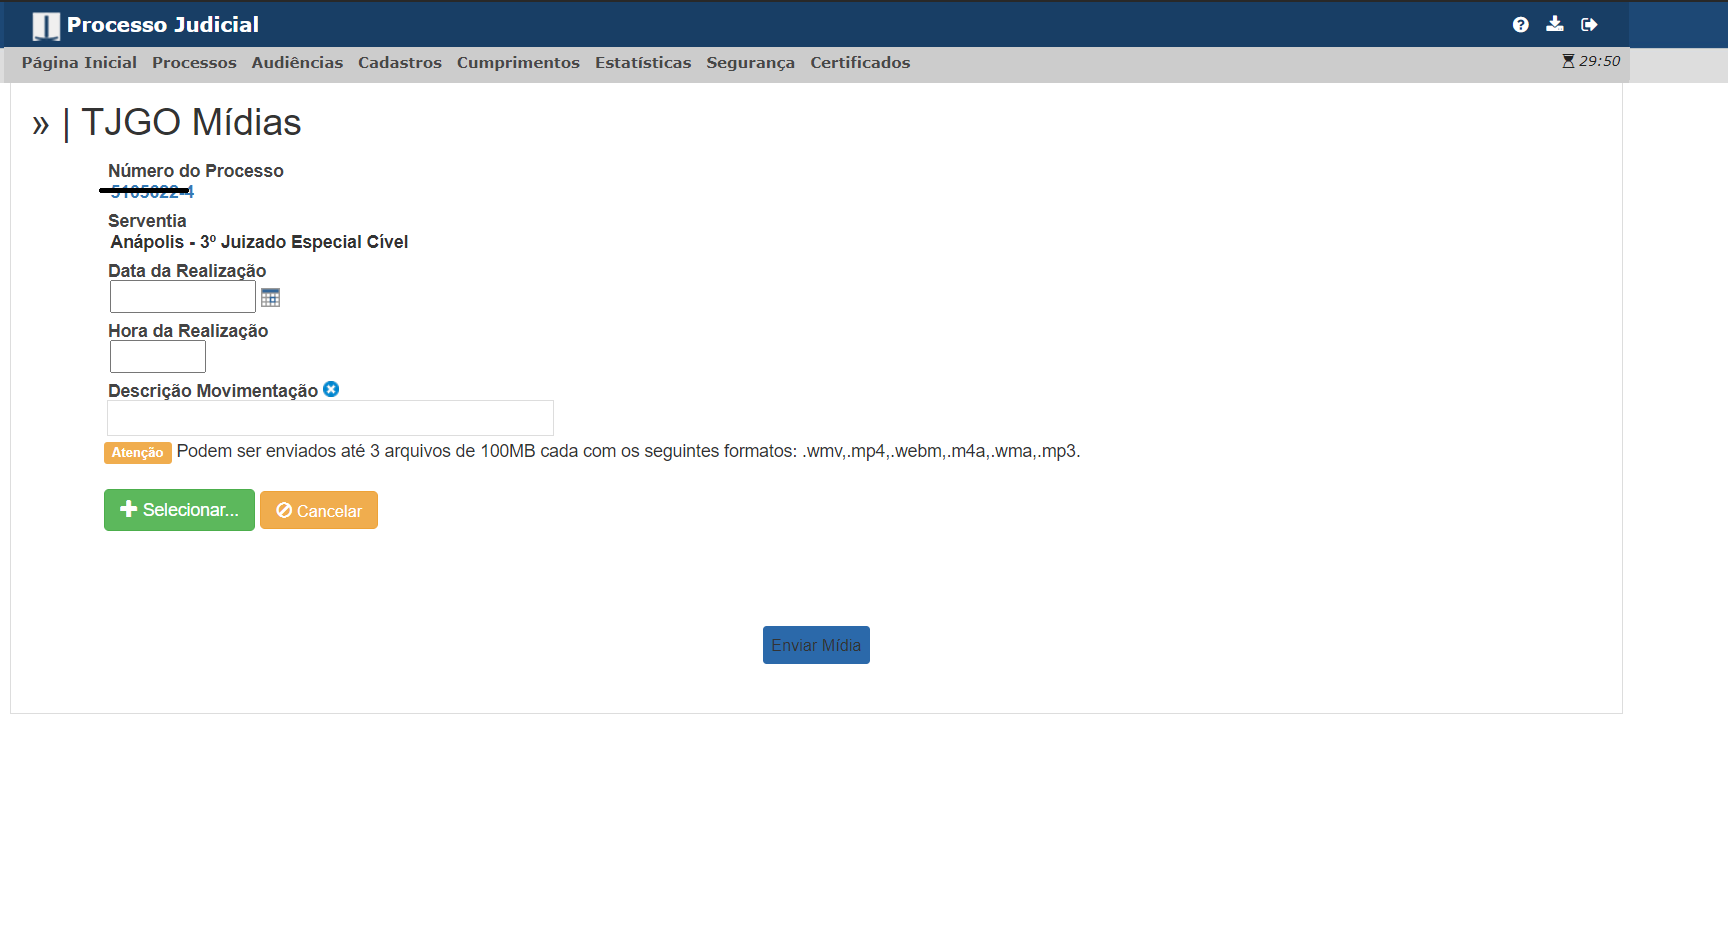 Processo Judicial
Página Inicial Processos Audiências Cadastros Cumprimentos Estatísticas Segurança Certificados 29:50
» | TJGO Mídias
Número do Processo
Serventia
Anápolis - 3º Juizado Especial Cível
Data da Realização
Hora da Realização
Descrição Movimentação
Atenção Podem ser enviados até 3 arquivos de 100MB cada com os seguintes formatos: .wmv,.mp4,.webm,.m4a,.wma,.mp3.
Selecionar... Cancelar
Enviar Mídia